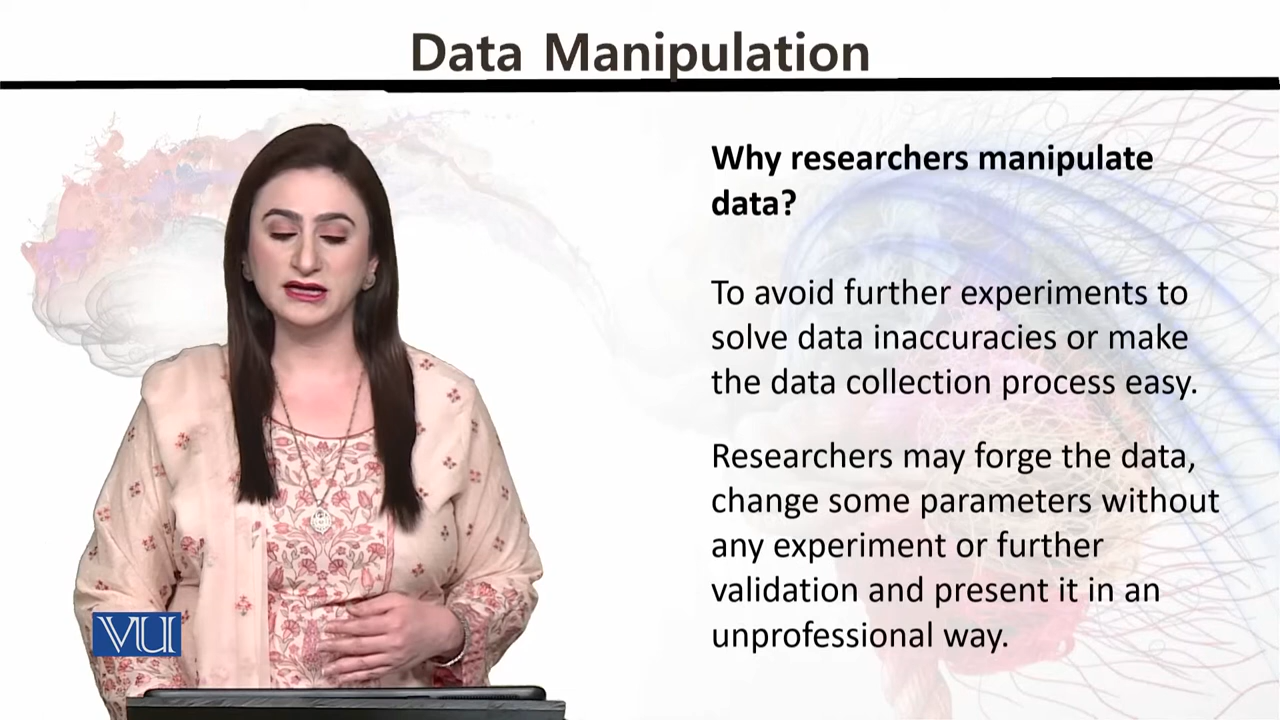 Data Manipulation
Why researchers manipulate
data?
To avoid further experiments to
solve data inaccuracies or make
the data collection process easy.
Researchers may forge the data,
change some parameters without
any experiment or further
validation and present it in an
unprofessional way.
VU